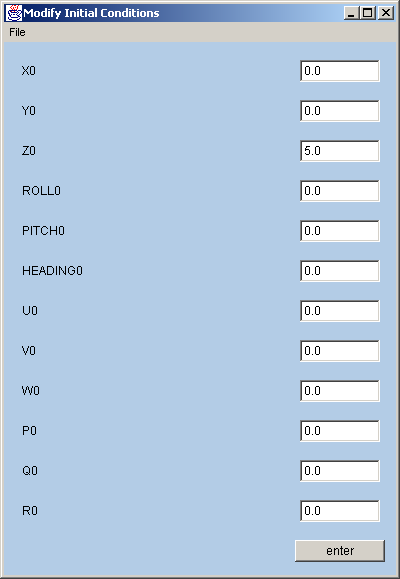 Modify Initial Conditions
File
X0 0.0
Y0 0.0
Z0 5.0
ROLL0 0.0
PITCH0 0.0
HEADING0 0.0
U0 0.0
V0 0.0
W0 0.0
P0 0.0
Q0 0.0
R0 0.0
enter